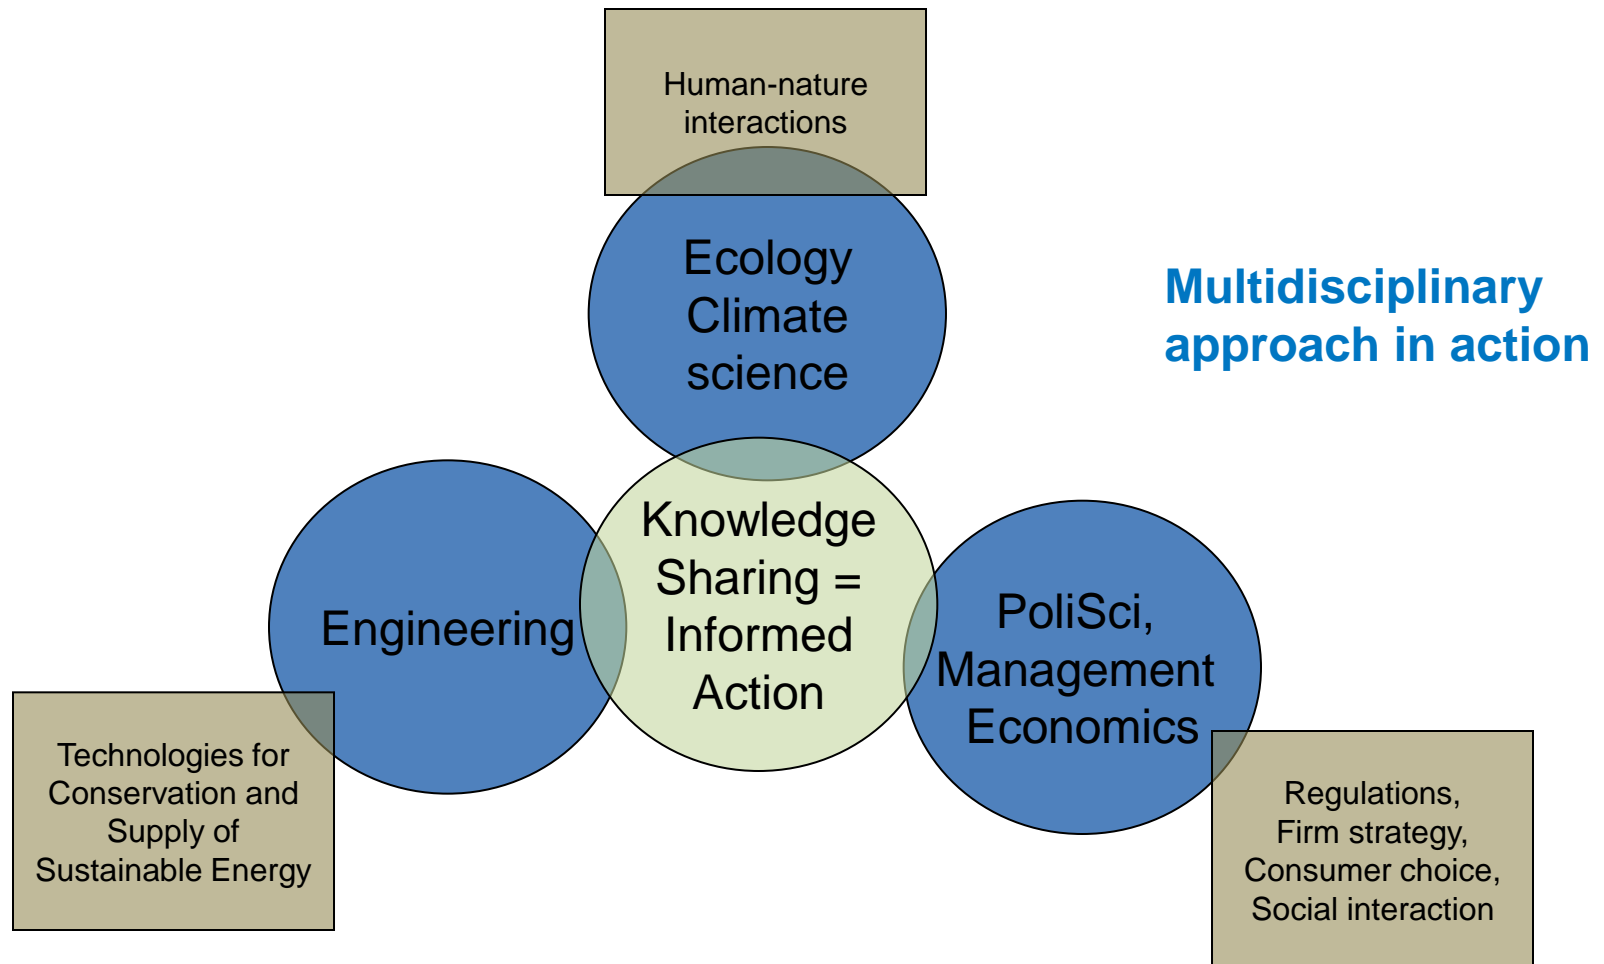 Human-nature
interactions
Ecology
Climate
science
Multidisciplinary
approach in action
Knowledge
Sharing =
Informed
Action
Engineering
PoliSci,
Management
Economics
Technologies for
Conservation and
Supply of
Sustainable Energy
Regulations,
Firm strategy,
Consumer choice,
Social interaction